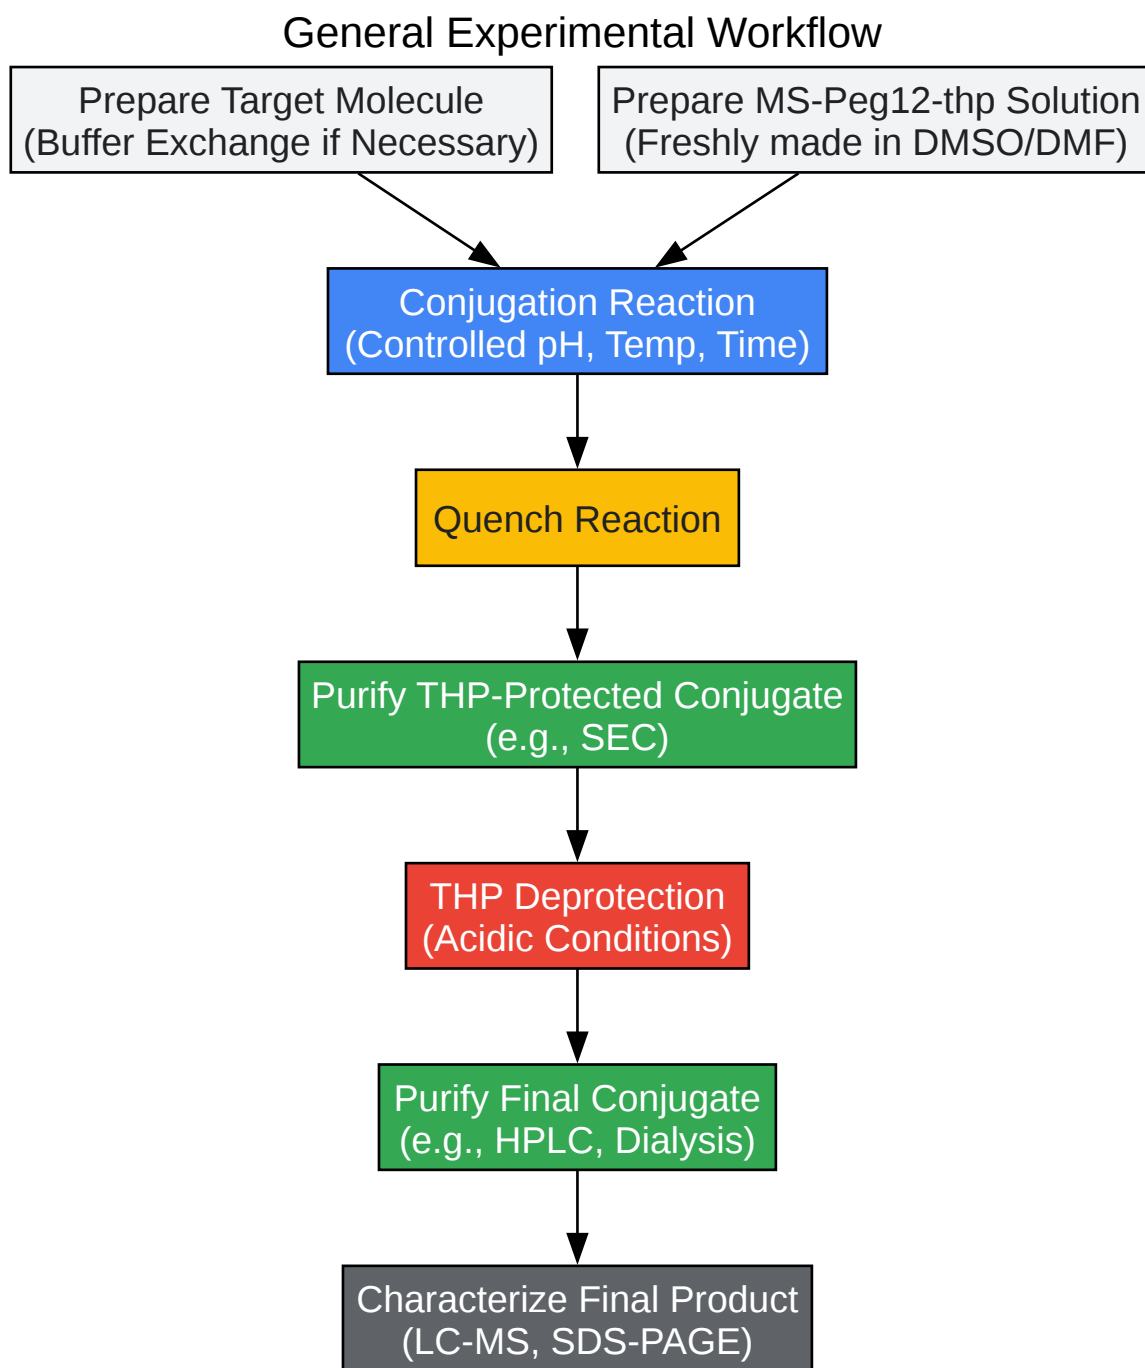 General Experimental Workflow
Prepare Target Molecule
(Buffer Exchange if Necessary)
Prepare MS-Peg12-thp Solution
(Freshly made in DMSO/DMF)
Conjugation Reaction
(Controlled pH, Temp, Time)
Quench Reaction
Purify THP-Protected Conjugate
(e.g., SEC)
THP Deprotection
(Acidic Conditions)
Purify Final Conjugate
(e.g., HPLC, Dialysis)
Characterize Final Product
(LC-MS, SDS-PAGE)